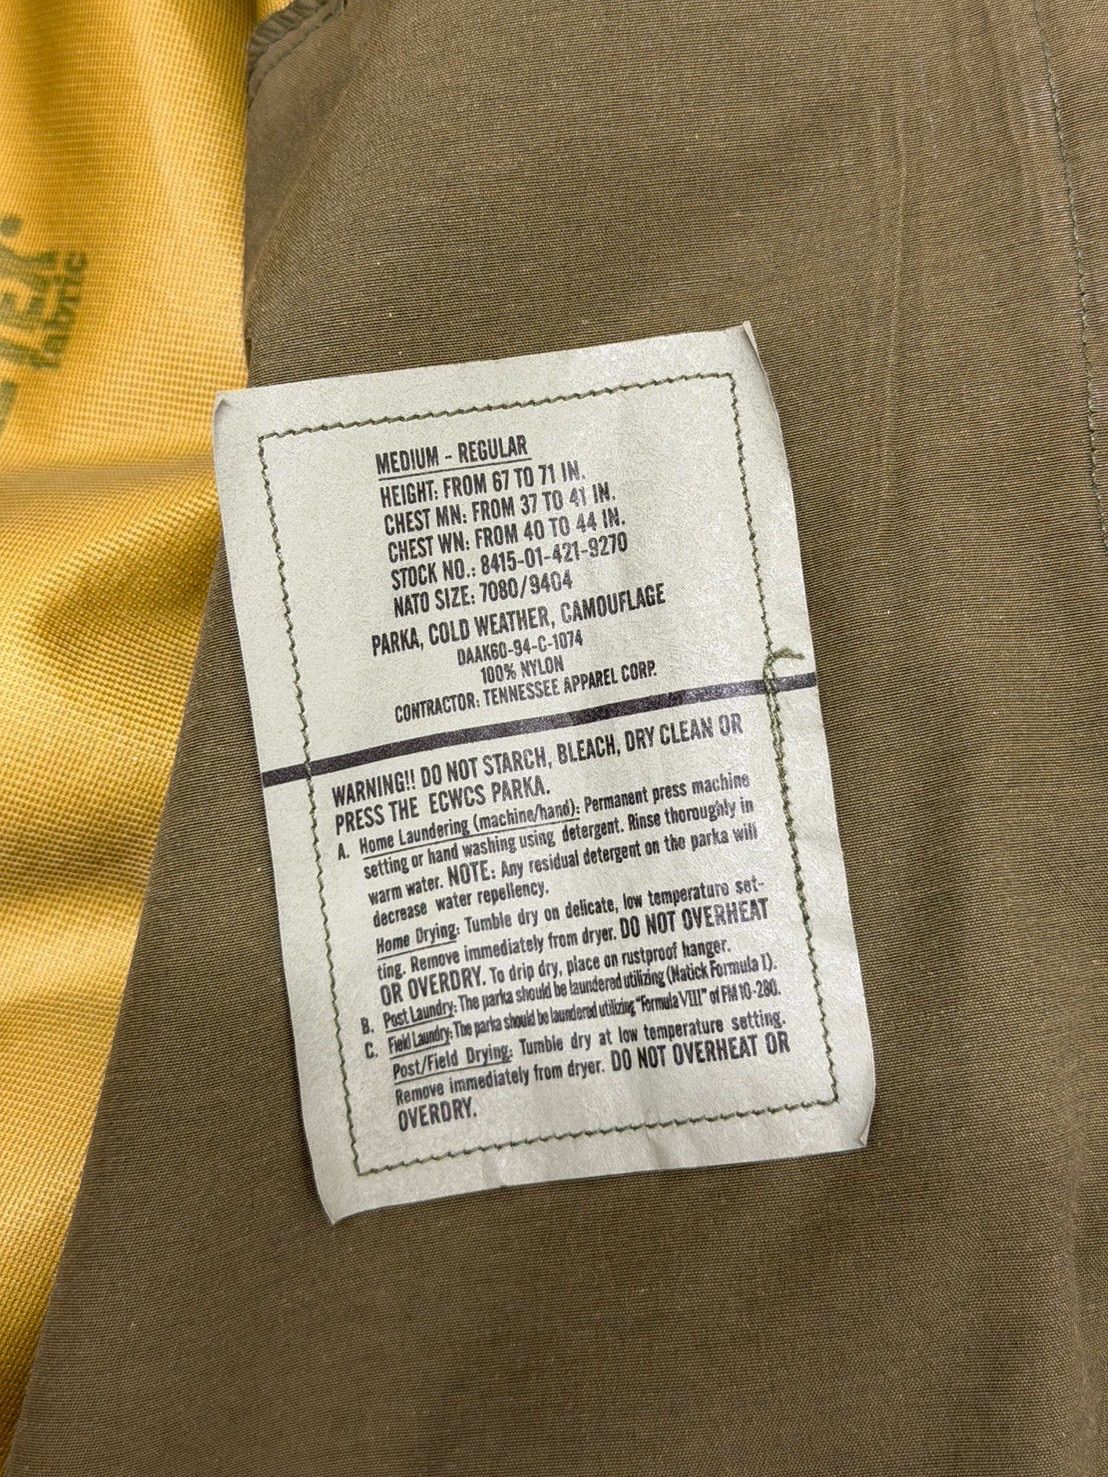 fabric
MEDIUM - REGULAR
HEIGHT: FROM 67 TO 71 IN.
CHEST MN: FROM 37 TO 41 IN.
CHEST WN: FROM 40 TO 44 IN.
STOCK NO.: 8415-01-421-9270
NATO SIZE: 7080/9404
PARKA, COLD WEATHER, CAMOUFLAGE
DAAK60-94-C-1074
100% NYLON
CONTRACTOR: TENNESSEE APPAREL CORP.
WARNING!! DO NOT STARCH, BLEACH, DRY CLEAN OR
PRESS THE ECWCS PARKA.
A. Home Laundering (machine/hand): Permanent press machine
setting or hand washing using detergent. Rinse thoroughly in
warm water. NOTE: Any residual detergent on the parka will
decrease water repellency.
Home Drying: Tumble dry on delicate, low temperature set-
ting. Remove immediately from dryer. DO NOT OVERHEAT
OR OVERDRY. To drip dry, place on rustproof hanger.
B. Post Laundry: The parka should be laundered utilizing (Natick Formula 1).
C. Field Laundry: The parka should be laundered utilizing "Formula VIII" of FM 10-280.
Post/Field Drying: Tumble dry at low temperature setting.
Remove immediately from dryer. DO NOT OVERHEAT OR
OVERDRY.